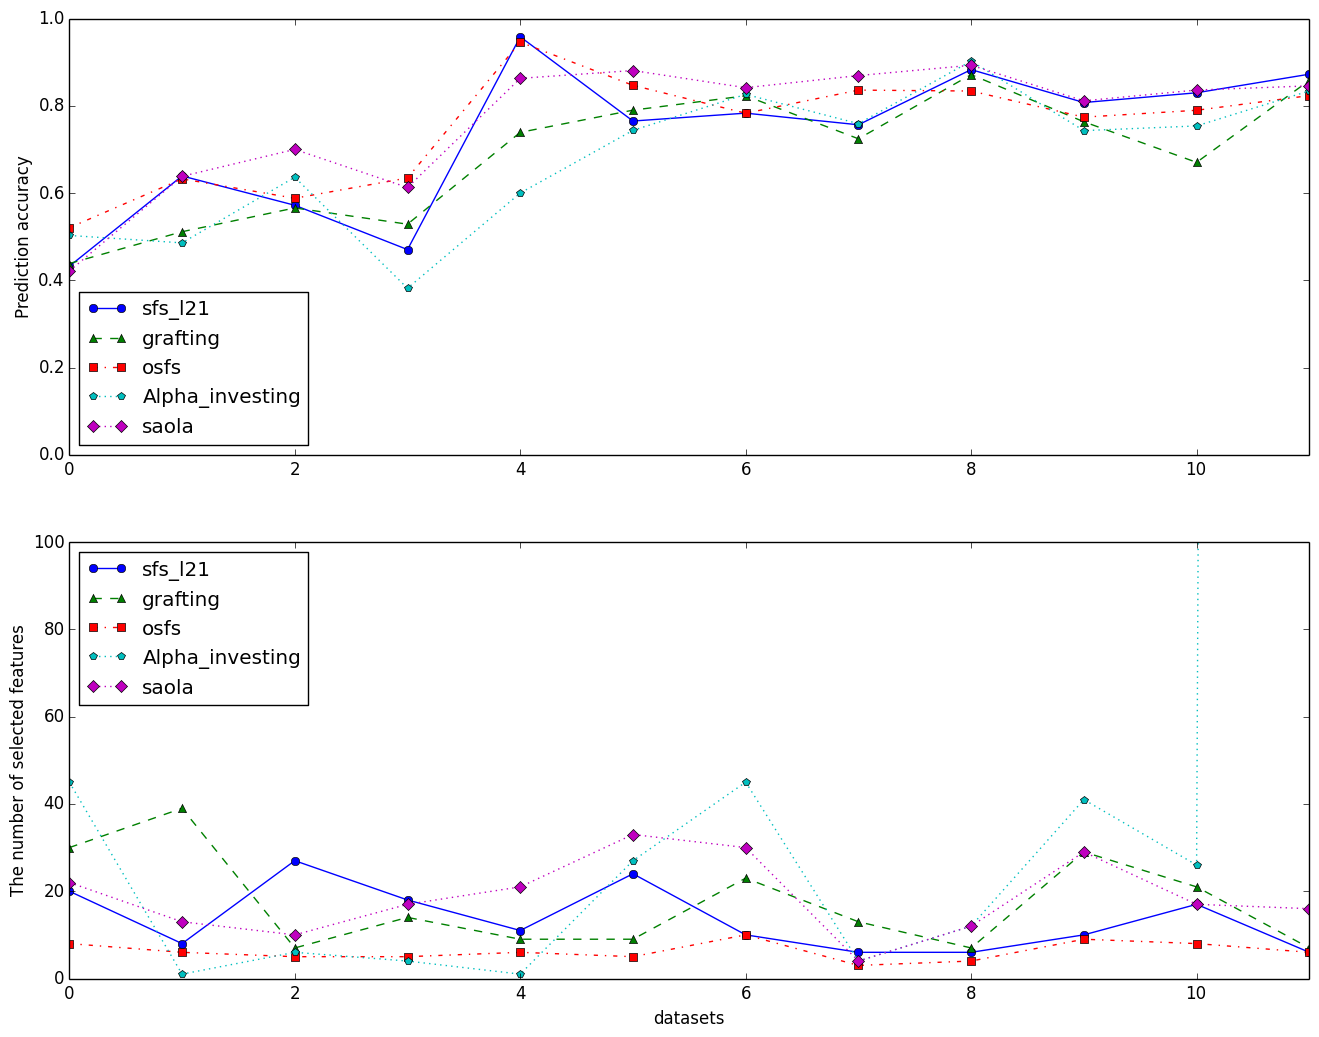 1.0
0.8
0.6
0.4
0.2
0.0
Prediction accuracy
sfs_l21
grafting
osfs
Alpha_investing
saola
0 2 4 6 8 10
100
80
60
40
20
0
The number of selected features
sfs_l21
grafting
osfs
Alpha_investing
saola
0 2 4 6 8 10
datasets